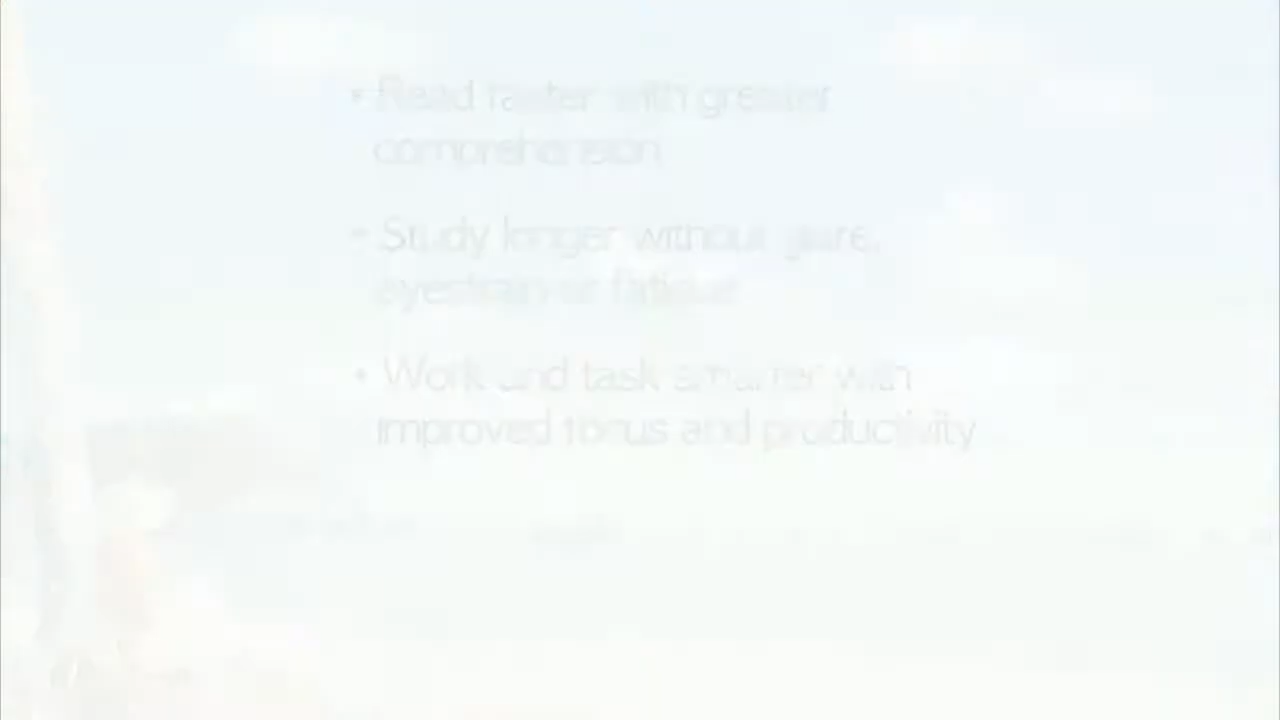 • Read faster with greater
comprehension
• Study longer without glare,
eyestrain or fatigue
• Work and task smarter with
improved focus and productivity